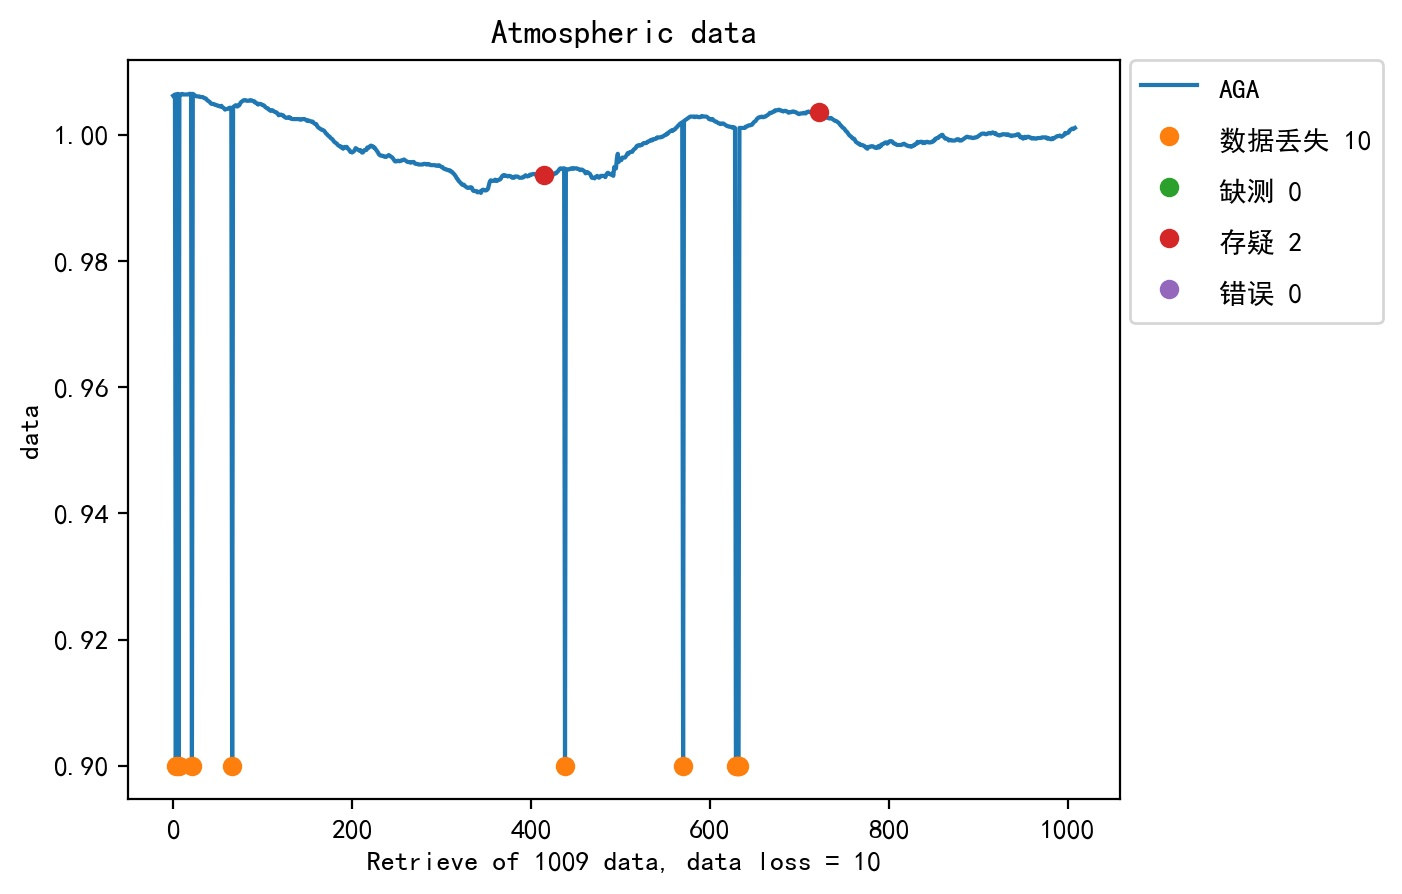 Atmospheric data
AGA
数据丢失 10
缺测 0
存疑 2
错误 0
1.00
0.98
0.96
0.94
0.92
0.90
data
0
200
400
600
800
1000
Retrieve of 1009 data, data loss = 10